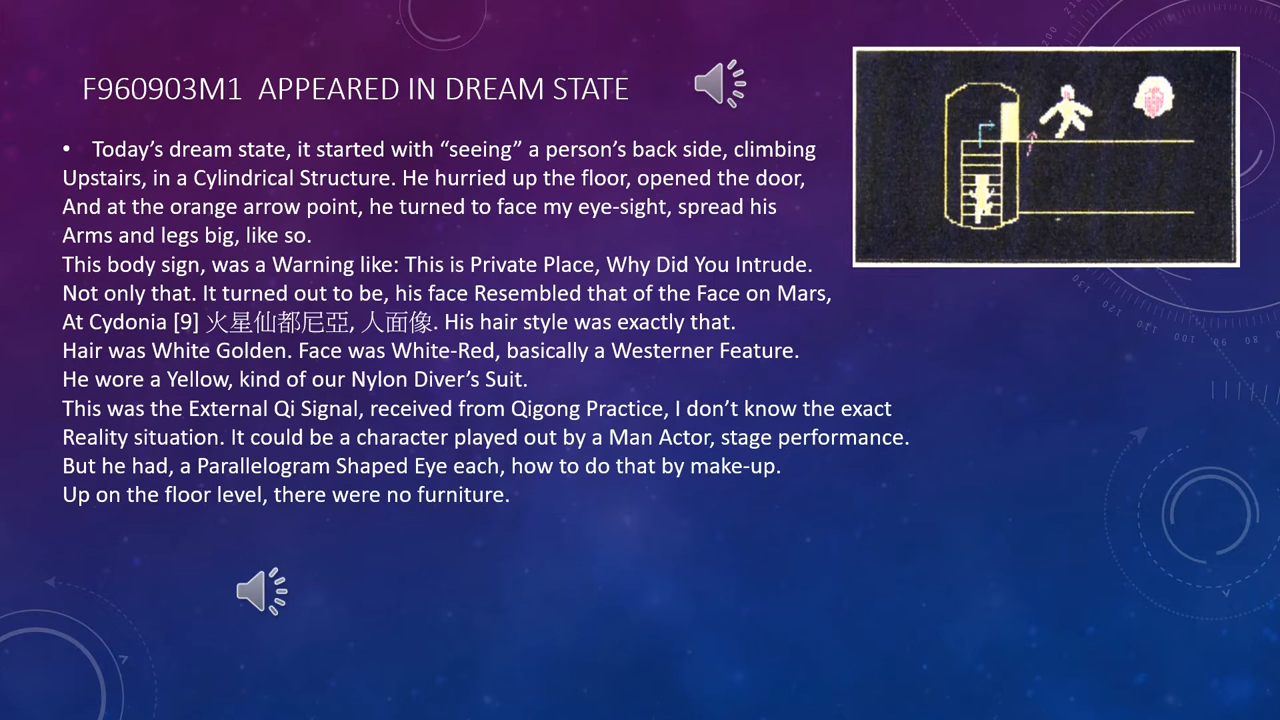 F960903M1 APPEARED IN DREAM STATE
• Today’s dream state, it started with “seeing” a person’s back side, climbing
Upstairs, in a Cylindrical Structure. He hurried up the floor, opened the door,
And at the orange arrow point, he turned to face my eye-sight, spread his
Arms and legs big, like so.
This body sign, was a Warning like: This is Private Place, Why Did You Intrude.
Not only that. It turned out to be, his face Resembled that of the Face on Mars,
At Cydonia [9] 火星仙都尼亞, 人面像. His hair style was exactly that.
Hair was White Golden. Face was White-Red, basically a Westerner Feature.
He wore a Yellow, kind of our Nylon Diver’s Suit.
This was the External Qi Signal, received from Qigong Practice, I don’t know the exact
Reality situation. It could be a character played out by a Man Actor, stage performance.
But he had, a Parallelogram Shaped Eye each, how to do that by make-up.
Up on the floor level, there were no furniture.